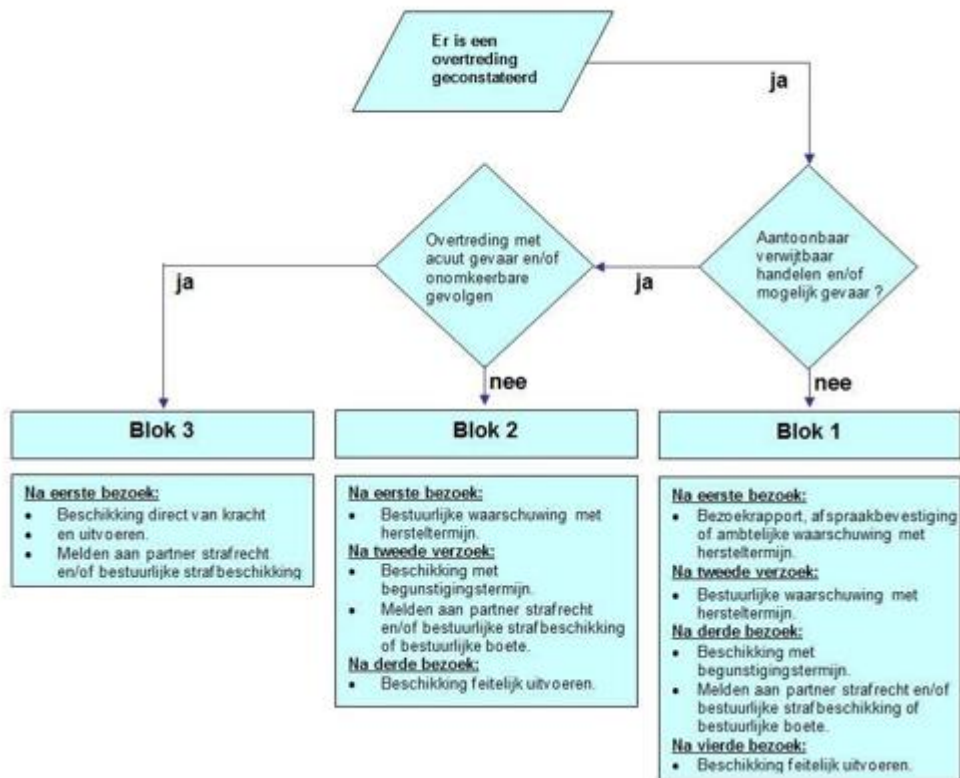 Er is een
overtreding
geconstateerd
ja
Aantoonbaar
verwijtbaar
handelen en/of
mogelijk gevaar ?
ja
nee
Overtreding met
acuut gevaar en/of
onomkeerbare
gevolgen
ja
nee
Blok 3
Na eerste bezoek:
• Beschikking direct van kracht
• en uitvoeren.
• Melden aan partner strafrecht
en/of bestuurlijke strafbeschikking
Blok 2
Na eerste bezoek:
• Bestuurlijke waarschuwing met
hersteltermijn.
Na tweede verzoek:
• Beschikking met
begunstigingstermijn.
• Melden aan partner strafrecht
en/of bestuurlijke strafbeschikking
of bestuurlijke boete.
Na derde bezoek:
• Beschikking feitelijk uitvoeren.
Blok 1
Na eerste bezoek:
• Bezoekrapport, afspraakbevestiging
of ambtelijke waarschuwing met
hersteltermijn.
Na tweede verzoek:
• Bestuurlijke waarschuwing met
hersteltermijn.
Na derde bezoek:
• Beschikking met
begunstigingstermijn.
• Melden aan partner strafrecht en/of
bestuurlijke strafbeschikking of
bestuurlijke boete.
Na vierde bezoek:
• Beschikking feitelijk uitvoeren.